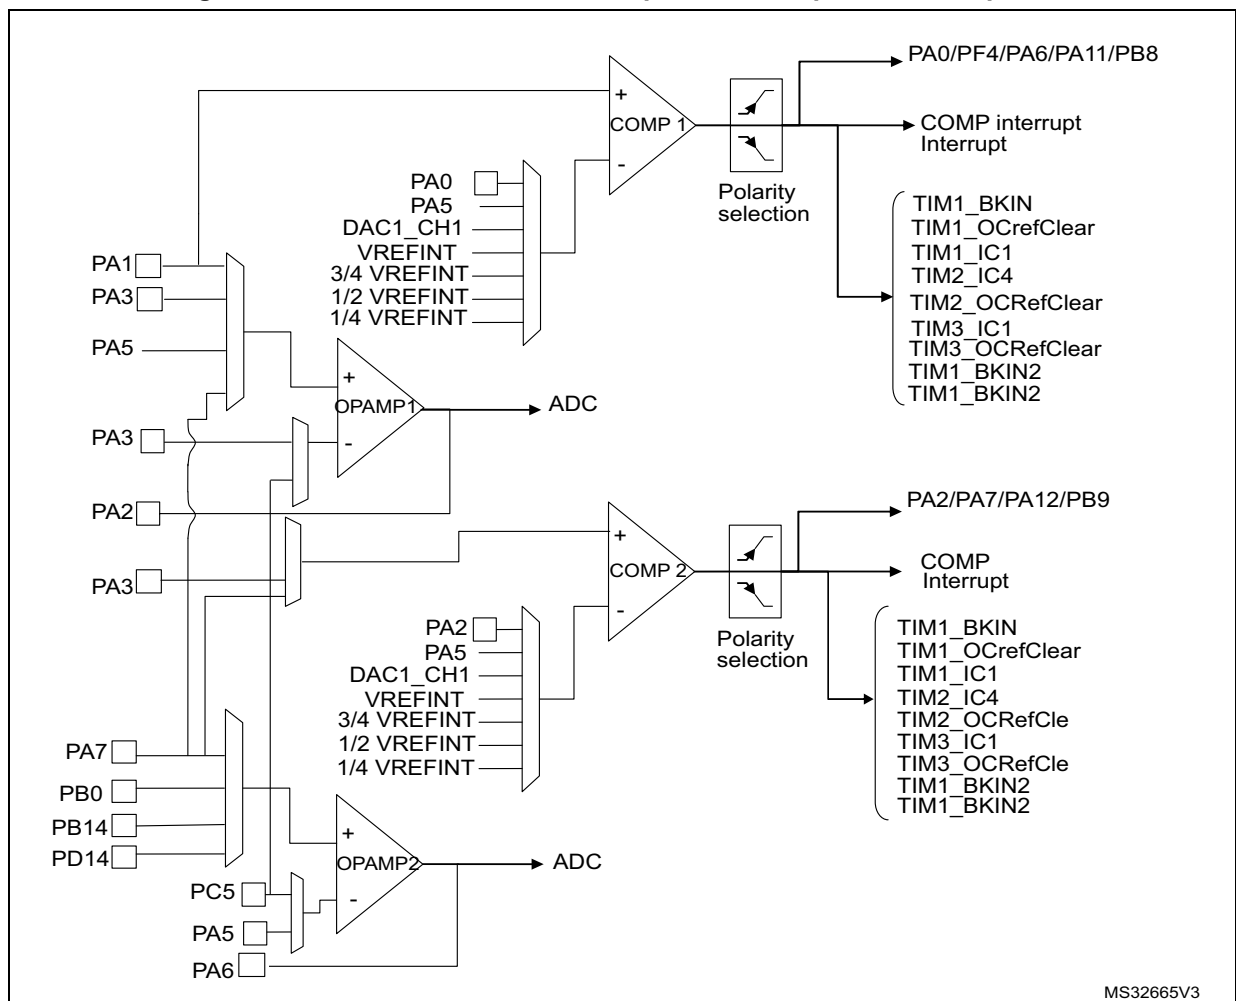 PA0/PF4/PA6/PA11/PB8
+
COMP 1
-
COMP interrupt
Interrupt
Polarity
selection
PA0
PA5
DAC1_CH1
VREFINT
3/4 VREFINT
1/2 VREFINT
1/4 VREFINT
TIM1_BKIN
TIM1_OCrefClear
TIM1_IC1
TIM2_IC4
TIM2_OCRefClear
TIM3_IC1
TIM3_OCRefClear
TIM1_BKIN2
TIM1_BKIN2
PA1
PA3
PA5
+
OPAMP1
-
ADC
PA3
PA2
PA3
PA2/PA7/PA12/PB9
+
COMP 2
-
COMP
Interrupt
Polarity
selection
PA2
PA5
DAC1_CH1
VREFINT
3/4 VREFINT
1/2 VREFINT
1/4 VREFINT
TIM1_BKIN
TIM1_OCrefClear
TIM1_IC1
TIM2_IC4
TIM2_OCRefCle
TIM3_IC1
TIM3_OCRefCle
TIM1_BKIN2
TIM1_BKIN2
PA7
PB0
PB14
PD14
+
OPAMP2
-
ADC
PC5
PA5
PA6
MS32665V3